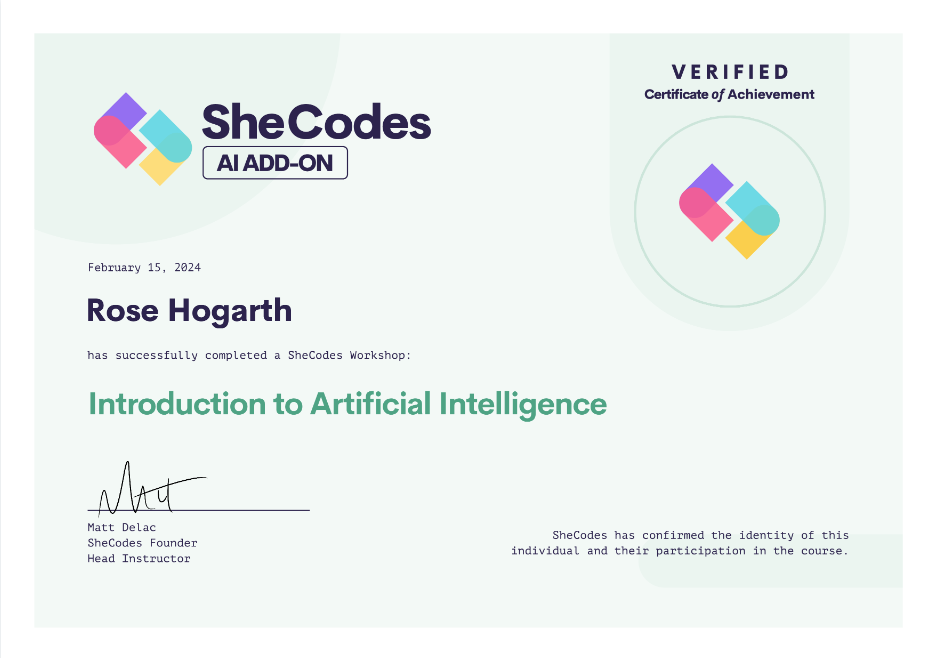 SheCodes
AI ADD-ON
VERIFIED
Certificate of Achievement
February 15, 2024
Rose Hogarth
has successfully completed a SheCodes Workshop:
Introduction to Artificial Intelligence
Matt
Matt Delac
SheCodes Founder
Head Instructor
SheCodes has confirmed the identity of this
individual and their participation in the course.